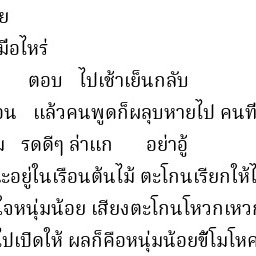 ย
มือไหร่
ตอบ ไปเช้าเย็นกลับ
อน แล้วคนพูดก็ผลุบหายไป คนที
ม รดดีๆ ล่าแก อย่าอู้
ะอยู่ในเรือนต้นไม้ ตะโกนเรียกให้ไ
ใจหนุ่มน้อย เสียงตะโกนโหวกเหวก
ไปเปิดให้ ผลก็คือหนุ่มน้อยขี้โมโหค